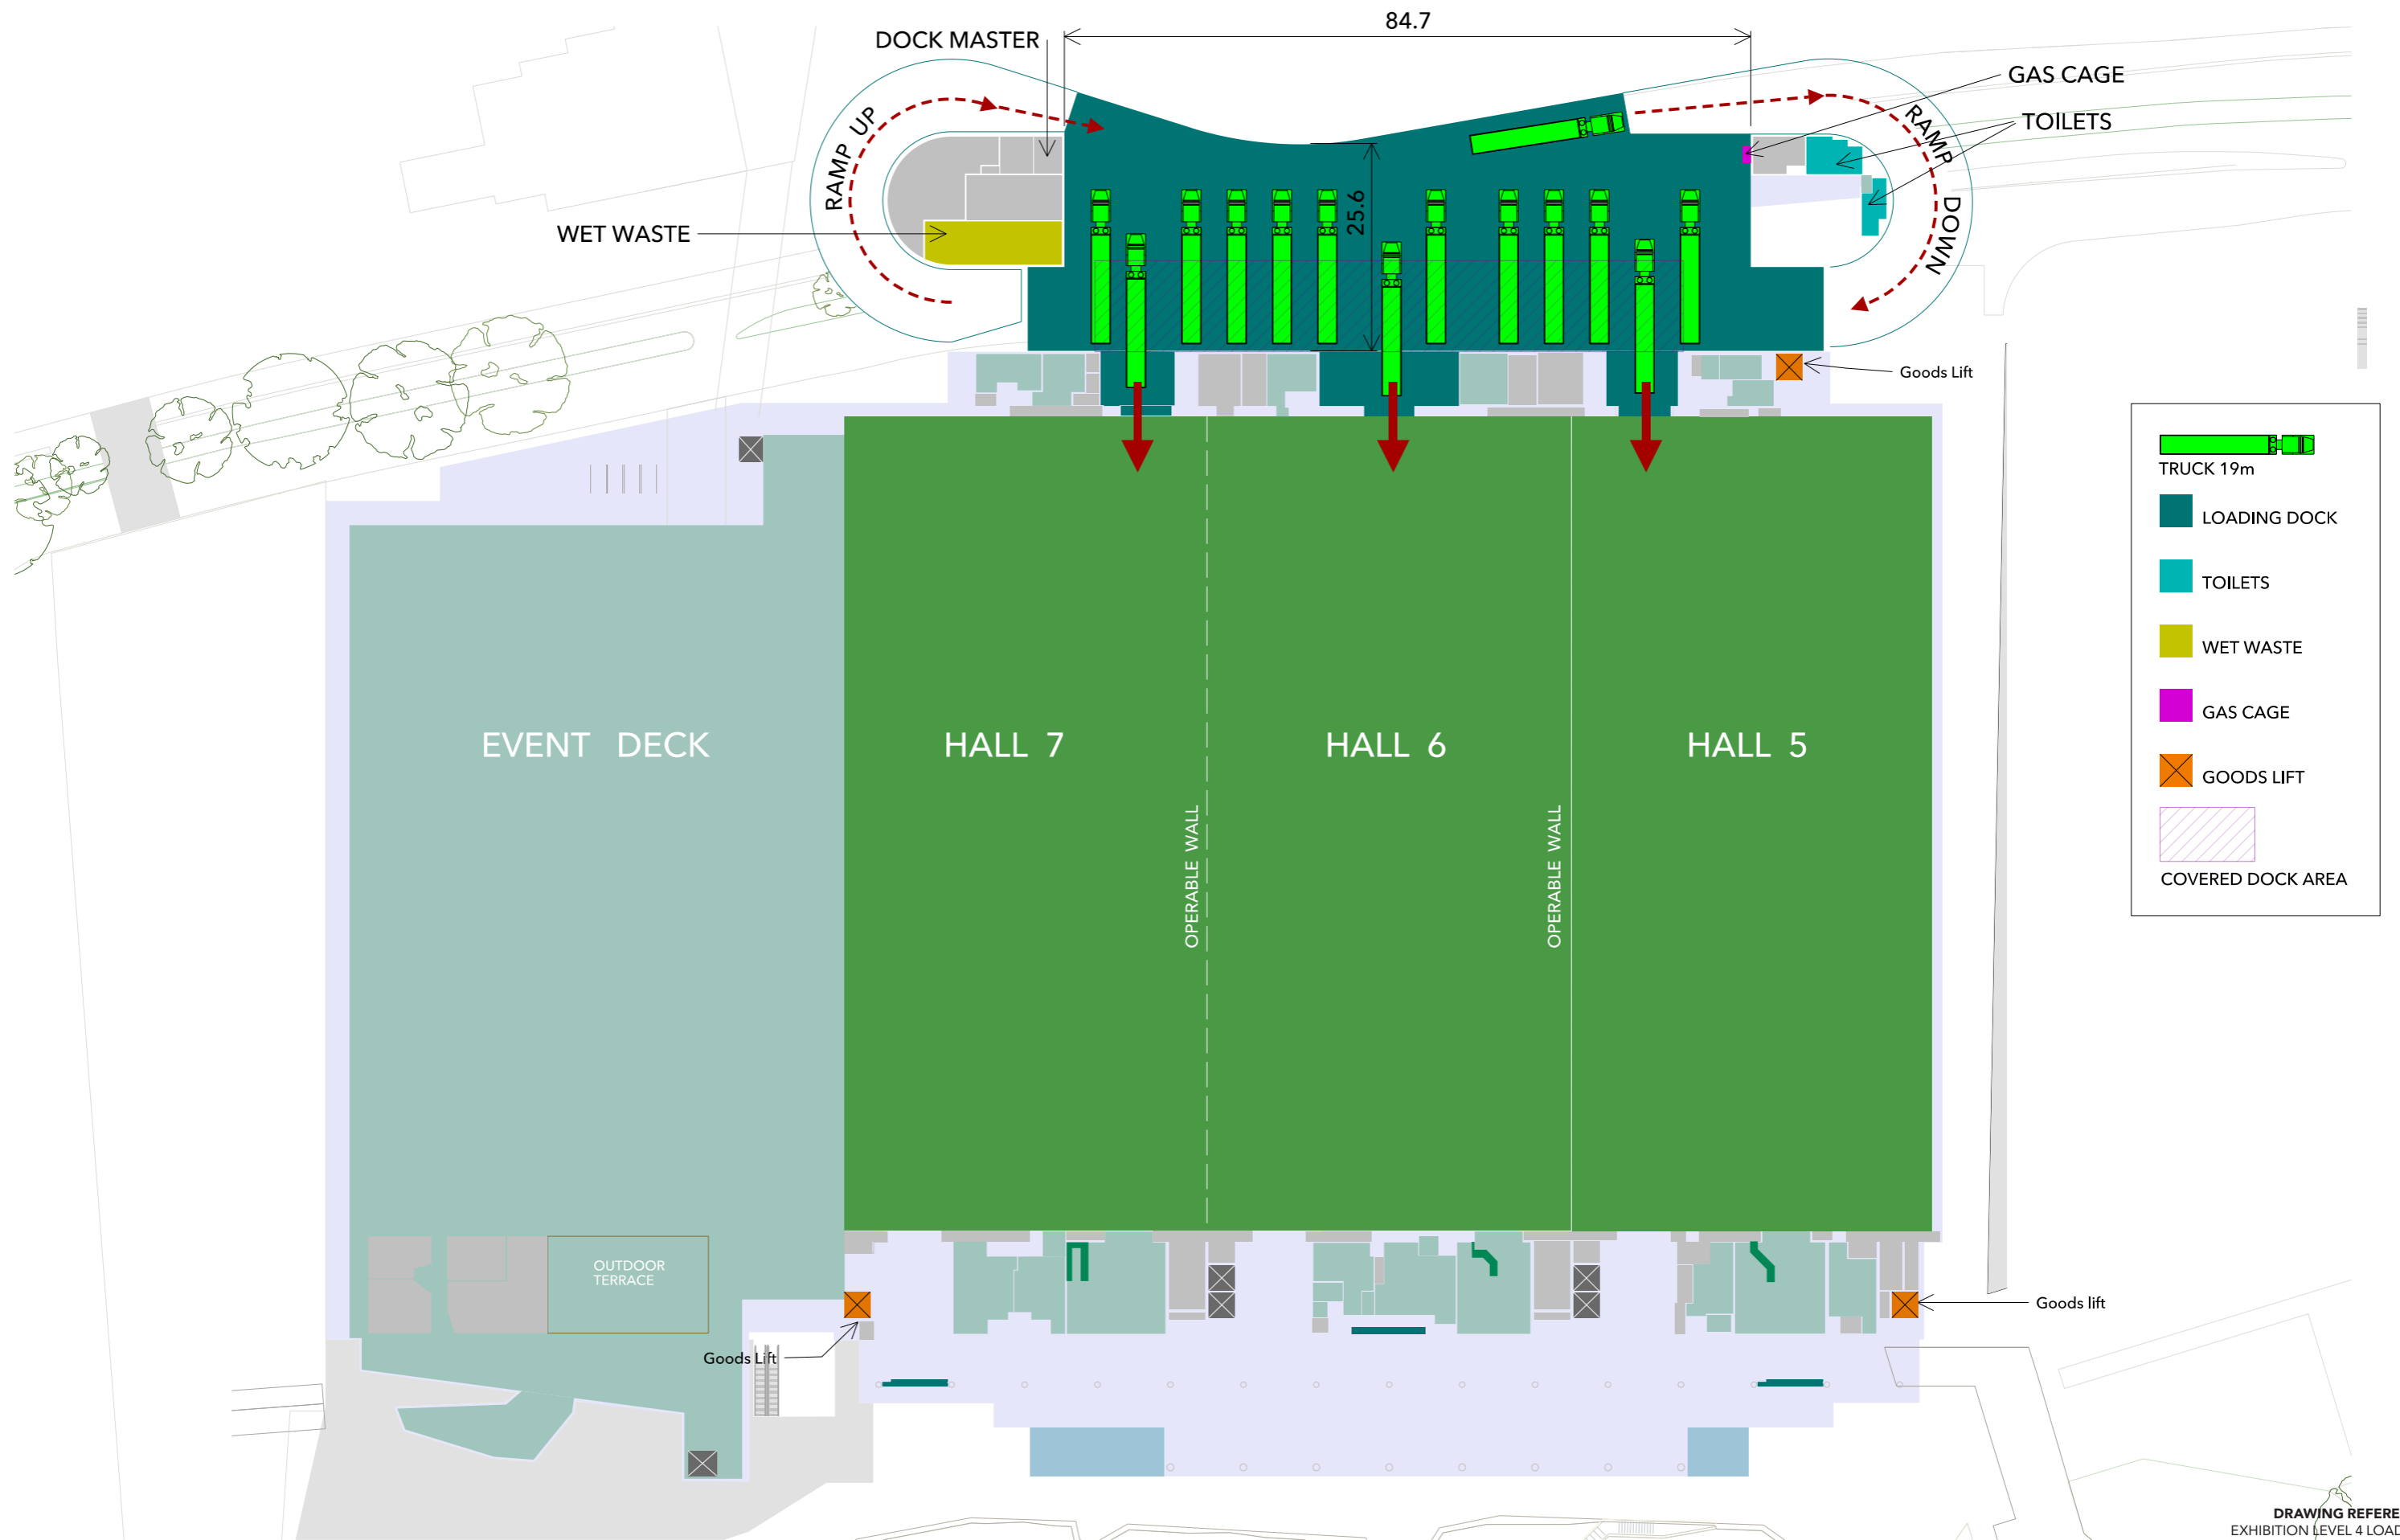 84.7
DOCK MASTER
GAS CAGE
RAMP UP
RAMP
TOILETS
DOWN
25.6
WET WASTE
Goods Lift
TRUCK 19m
LOADING DOCK
TOILETS
WET WASTE
GAS CAGE
GOODS LIFT
COVERED DOCK AREA
EVENT DECK
HALL 7
HALL 6
HALL 5
OPERABLE WALL
OPERABLE WALL
OUTDOOR
TERRACE
Goods Lift
Goods lift
DRAWING REFERE
EXHIBITION LEVEL 4 LOA